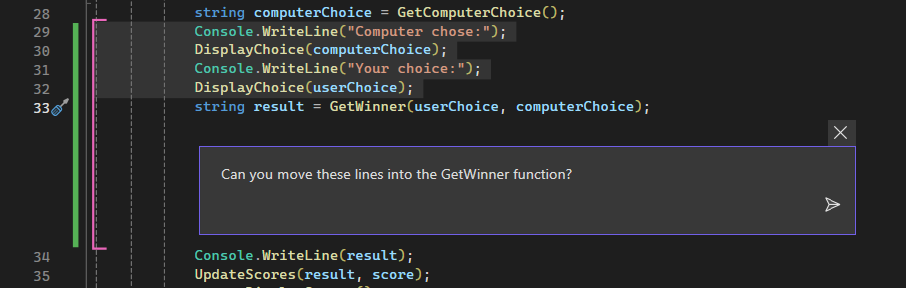 28 string computerChoice = GetComputerChoice();
29 Console.WriteLine("Computer chose:");
30 DisplayChoice(computerChoice);
31 Console.WriteLine("Your choice:");
32 DisplayChoice(userChoice);
33 string result = GetWinner(userChoice, computerChoice);
Can you move these lines into the GetWinner function?
34 Console.WriteLine(result);
35 UpdateScores(result, score);